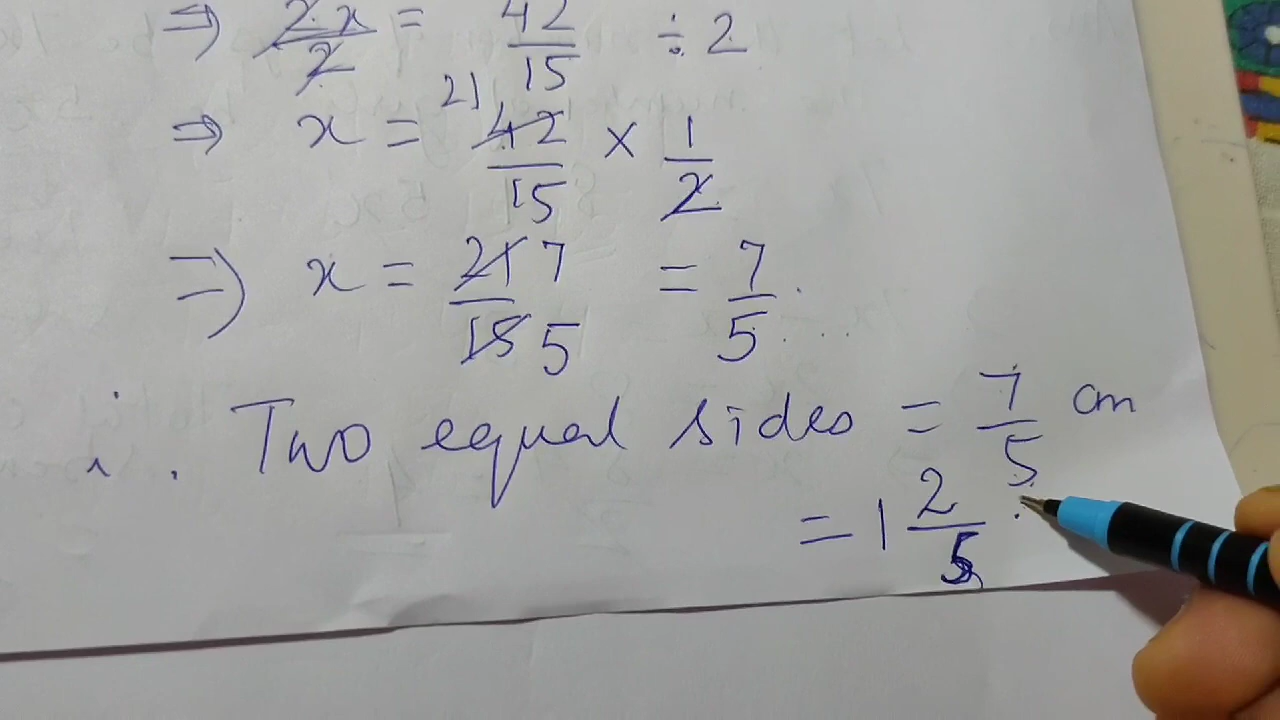 ⇒ 2x/2 = 42/15 ÷ 2
⇒ x = 42/15 × 1/2 21
⇒ x = 21/15 7/5 = 7/5
∴ Two equal sides = 7/5 cm
= 1 2/5